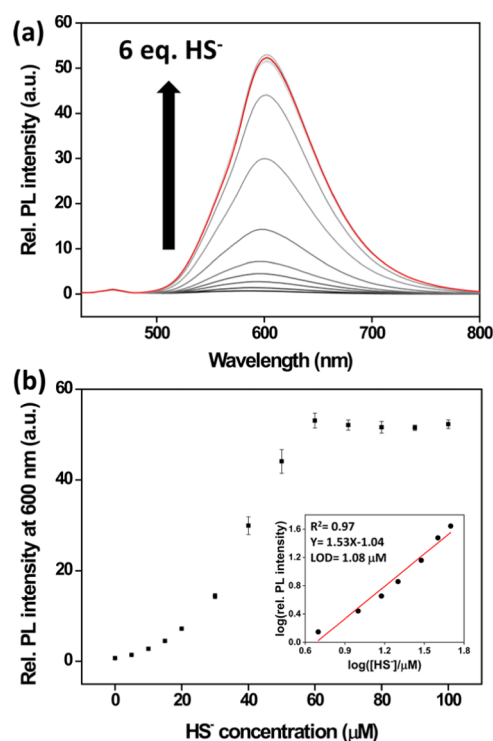 (a)
6 eq. HS⁻
Rel. PL intensity (a.u.)
60
50
40
30
20
10
0
500 600 700 800
Wavelength (nm)
(b)
Rel. PL intensity at 600 nm (a.u.)
60
40
20
0
R²= 0.97
Y= 1.53X-1.04
LOD= 1.08 μM
log(rel. PL intensity)
1.6
1.2
0.8
0.4
0.0
0.6 0.9 1.2 1.5 1.8
log([HS⁻]/μM)
0 20 40 60 80 100
HS⁻ concentration (μM)